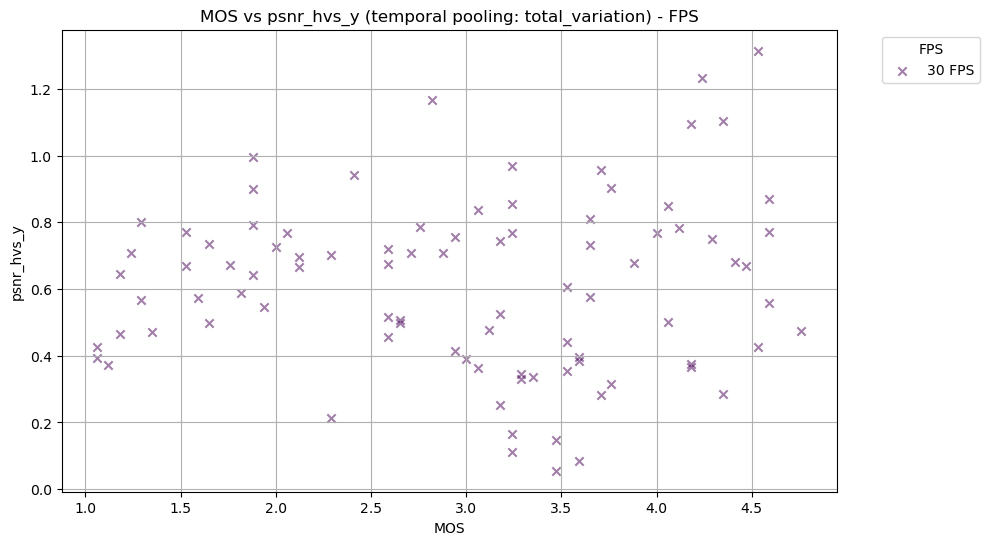 MOS vs psnr_hvs_y (temporal pooling: total_variation) - FPS
FPS
30 FPS
psnr_hvs_y
1.2
1.0
0.8
0.6
0.4
0.2
0.0
1.0 1.5 2.0 2.5 3.0 3.5 4.0 4.5
MOS